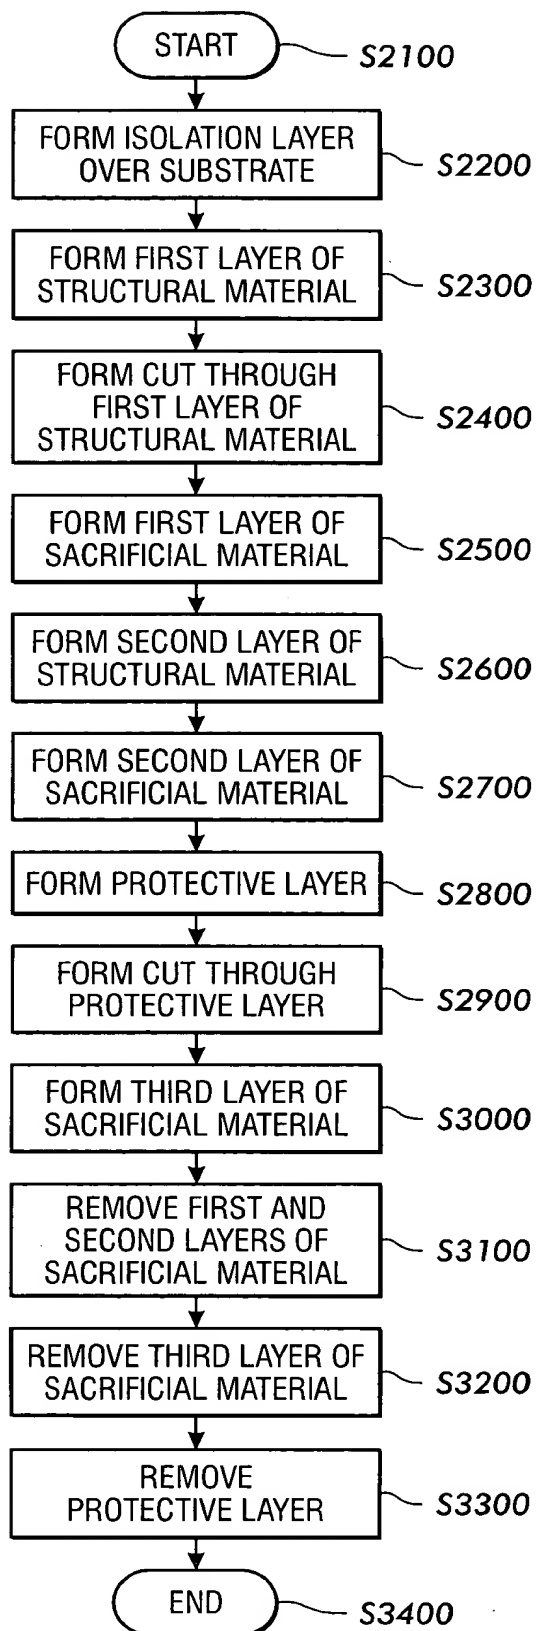 START
S2100
FORM ISOLATION LAYER
OVER SUBSTRATE
S2200
FORM FIRST LAYER OF
STRUCTURAL MATERIAL
S2300
FORM CUT THROUGH
FIRST LAYER OF
STRUCTURAL MATERIAL
S2400
FORM FIRST LAYER OF
SACRIFICIAL MATERIAL
S2500
FORM SECOND LAYER OF
STRUCTURAL MATERIAL
S2600
FORM SECOND LAYER OF
SACRIFICIAL MATERIAL
S2700
FORM PROTECTIVE LAYER
S2800
FORM CUT THROUGH
PROTECTIVE LAYER
S2900
FORM THIRD LAYER OF
SACRIFICIAL MATERIAL
S3000
REMOVE FIRST AND
SECOND LAYERS OF
SACRIFICIAL MATERIAL
S3100
REMOVE THIRD LAYER OF
SACRIFICIAL MATERIAL
S3200
REMOVE
PROTECTIVE LAYER
S3300
END
S3400